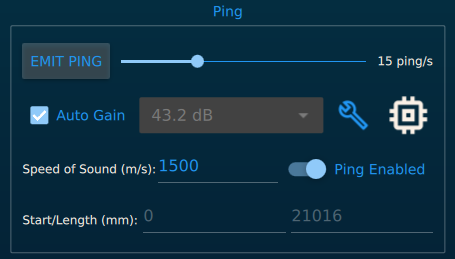 Ping
EMIT PING 15 ping/s
Auto Gain 43.2 dB
Speed of Sound (m/s): 1500 Ping Enabled
Start/Length (mm): 0 21016